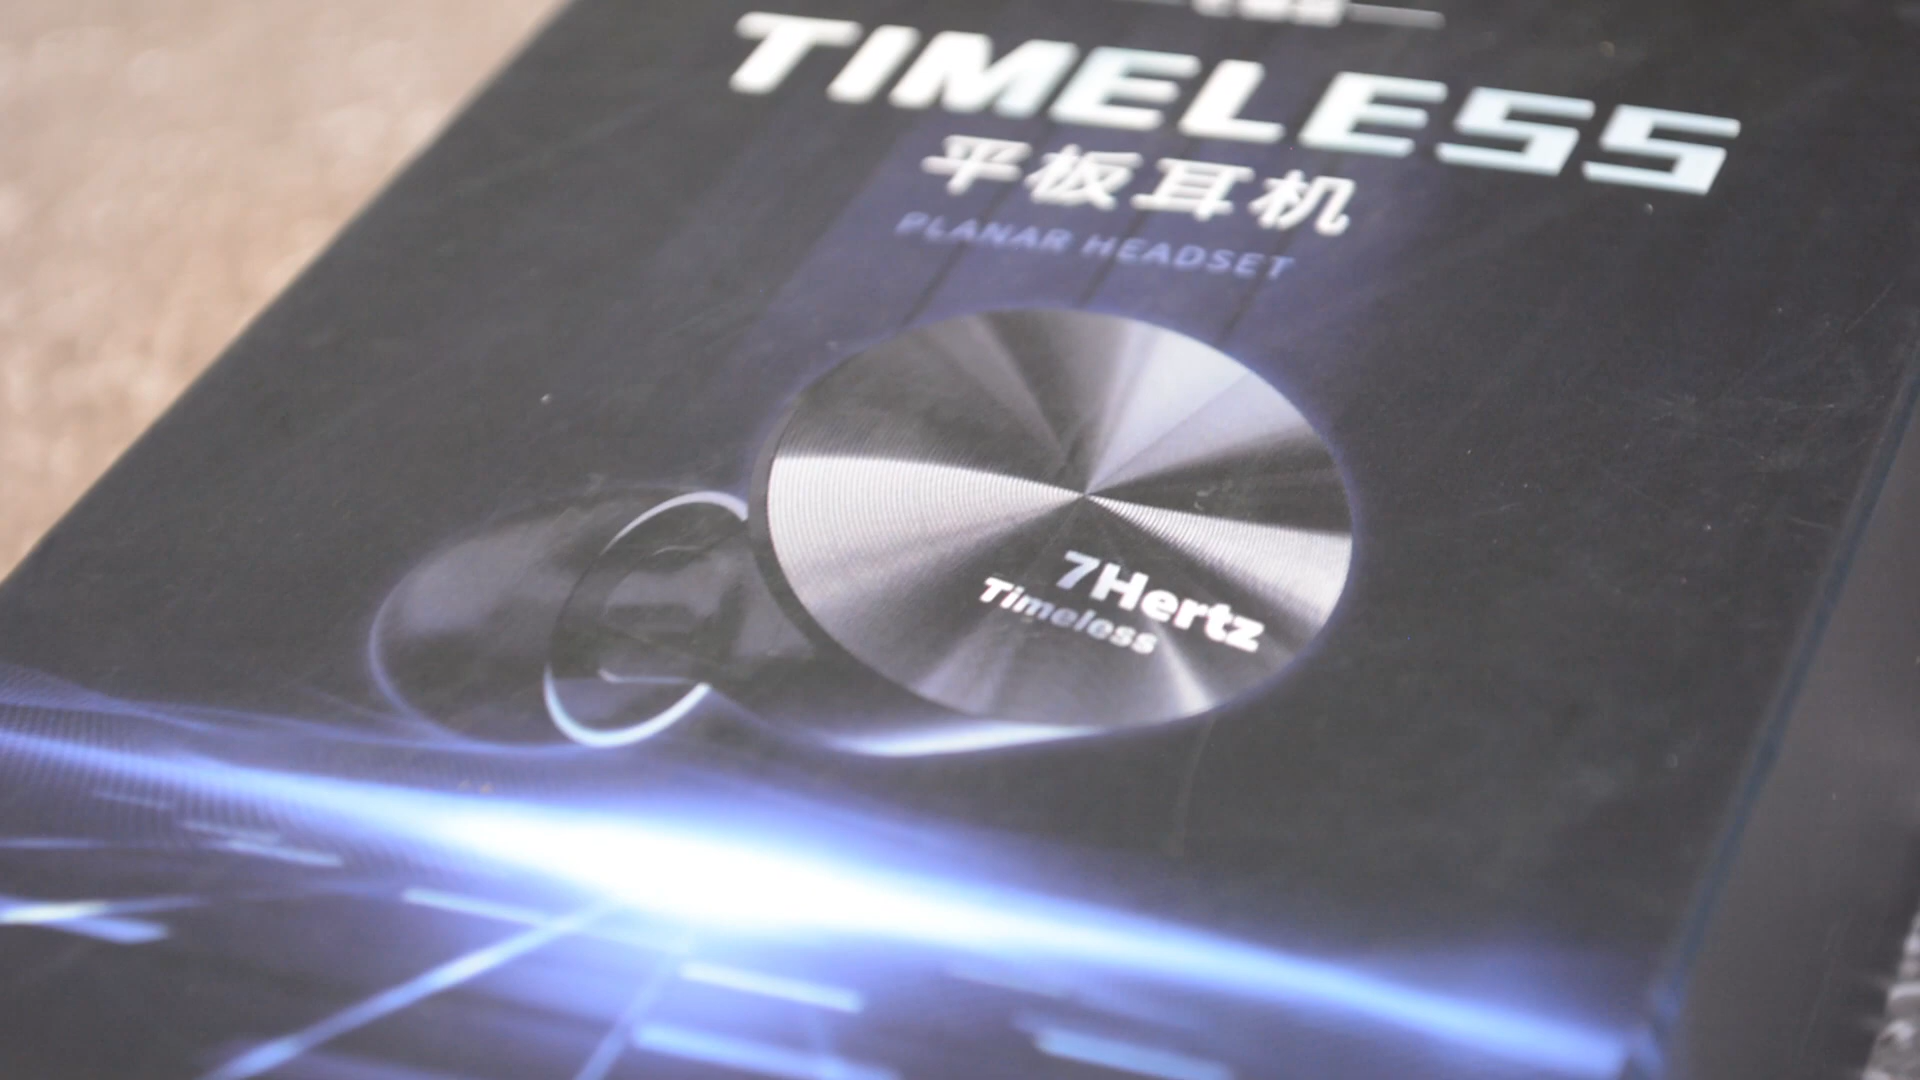 TIMELESS
平板耳机
PLANAR HEADSET
7Hertz
Timeless